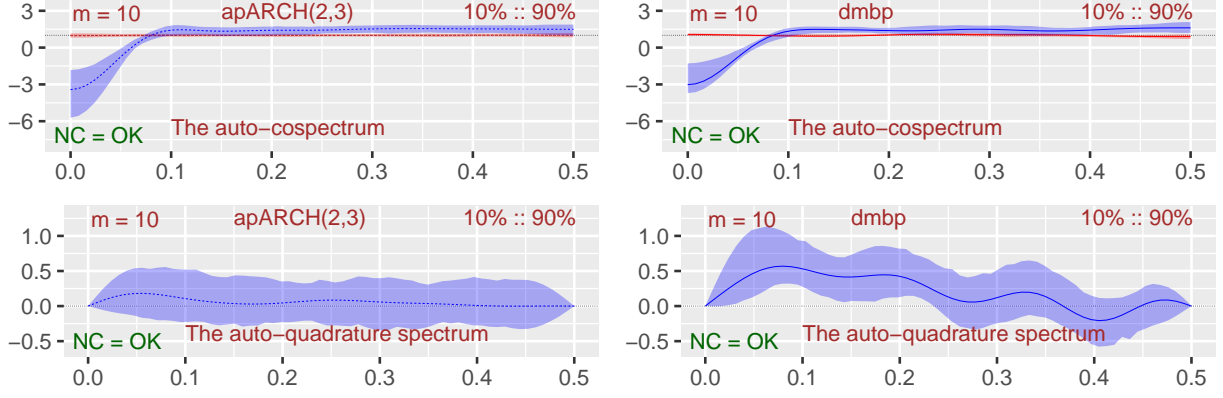 m = 10 apARCH(2,3) 10% :: 90%
3
0
−3
−6
NC = OK The auto−cospectrum
0.0 0.1 0.2 0.3 0.4 0.5
m = 10 dmbp 10% :: 90%
3
0
−3
−6
NC = OK The auto−cospectrum
0.0 0.1 0.2 0.3 0.4 0.5
m = 10 apARCH(2,3) 10% :: 90%
1.0
0.5
0.0
−0.5
The auto−quadrature spectrum
NC = OK
0.0 0.1 0.2 0.3 0.4 0.5
m = 10 dmbp 10% :: 90%
1.0
0.5
0.0
−0.5
The auto−quadrature spectrum
NC = OK
0.0 0.1 0.2 0.3 0.4 0.5